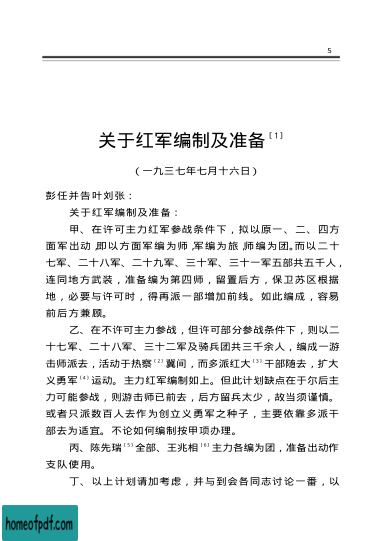 5
关于红军编制及准备[1]
（一九三七年七月十六日）
彭任并告叶刘张：
关于红军编制及准备：
甲、在许可主力红军参战条件下，拟以原一、二、四方
面军出动，即以方面军编为师，军编为旅，师编为团。而以二十
七军、二十八军、二十九军、三十军、三十一军五部共五千人，
连同地方武装，准备编为第四师，留置后方，保卫苏区根据
地，必要与许可时，得再派一部增加前线。如此编成，容易
前后方兼顾。
乙、在不许可主力参战，但许可部分参战条件下，则以二
十七军、二十八军、三十二军及骑兵团共三千余人，编成一游
击师派去，活动于热察[2]冀间，而多派红大[3]干部随去，扩大
义勇军[4]运动。主力红军编制如上。但此计划缺点在于尔后主
力可能参战，则游击师已前去，后方留兵太少，故当须谨慎。
或者只派数百人去作为创立义勇军之种子，主要依靠多派干
部去为适宜。不论如何编制按甲项办理。
丙、陈先瑞[5]全部、王兆相[6]主力各编为团，准备出动作
支队使用。
丁、以上计划请加考虑，并与到会各同志讨论一番，以
homeofpdf.com